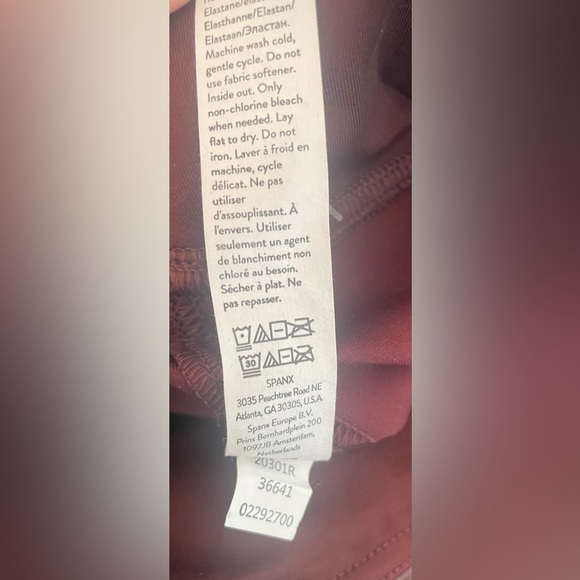 Elasthanne/Elastan/
Elastaan/Эластан.
Machine wash cold,
gentle cycle. Do not
use fabric softener.
Inside out. Only
non-chlorine bleach
when needed. Lay
flat to dry. Do not
iron. Laver à froid en
machine, cycle
délicat. Ne pas
utiliser
d'assouplissant. À
l'envers. Utiliser
seulement un agent
de blanchiment non
chloré au besoin.
Sécher à plat. Ne
pas repasser.
30
SPANX
3035 Peachtree Road NE
Atlanta, GA 30305, U.S.A.
Spanx Europe B.V.
Prins Bernhardplein 200
1097JB Amsterdam,
Netherlands
20301R
36641
02292700